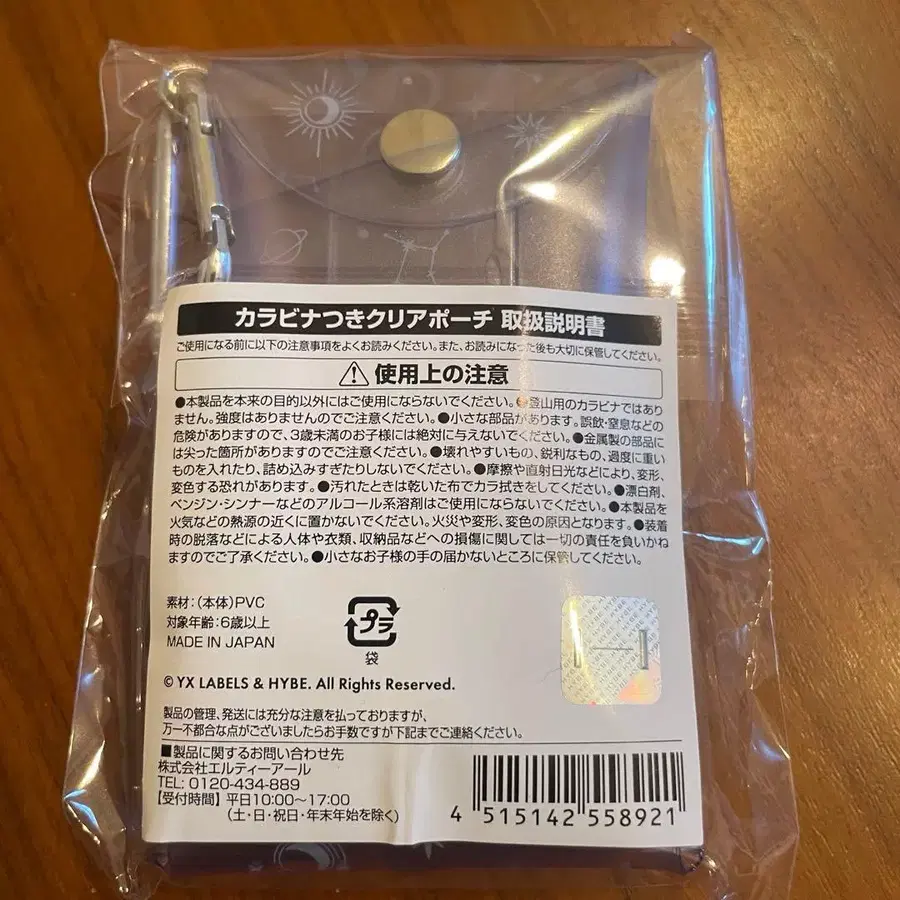 カラビナつきクリアポーチ 取扱説明書
ご使用になる前に以下の注意事項をよくお読みください。また、お読みになった後も大切に保管してください。
⚠使用上の注意
●本製品を本来の目的以外にはご使用にならないでください。●登山用のカラビナではあり
ません。強度はありませんのでご注意ください。●小さな部品があります。誤飲・窒息などの
危険がありますので、3歳未満のお子様には絶対に与えないでください。●金属製の部品に
は尖った箇所がありますのでご注意ください。●壊れやすいもの、鋭利なもの、過度に重い
ものを入れたり、詰め込みすぎたりしないでください。●摩擦や直射日光などにより、変形、
変色する恐れがあります。●汚れたときは乾いた布でカラ拭きをしてください。●漂白剤、
ベンジン・シンナーなどのアルコール系溶剤はご使用にならないでください。●本製品を
火気などの熱源の近くに置かないでください。火災や変形、変色の原因となります。●装着
時の脱落などによる人体や衣類、収納品などへの損傷に関しては一切の責任を負いかね
ますのでご了承ください。●小さなお子様の手の届かないところに保管してください。
素材:(本体)PVC
対象年齢:6歳以上
MADE IN JAPAN
プラ
袋
© YX LABELS & HYBE. All Rights Reserved.
製品の管理、発送には充分な注意を払っておりますが、
万一不都合な点がございましたらお手数ですが下記までご連絡ください。
■製品に関するお問い合わせ先
株式会社エルティーアール
TEL: 0120-434-889
【受付時間】平日10:00～17:00
(土・日・祝日・年末年始を除く)
4 515142 558921